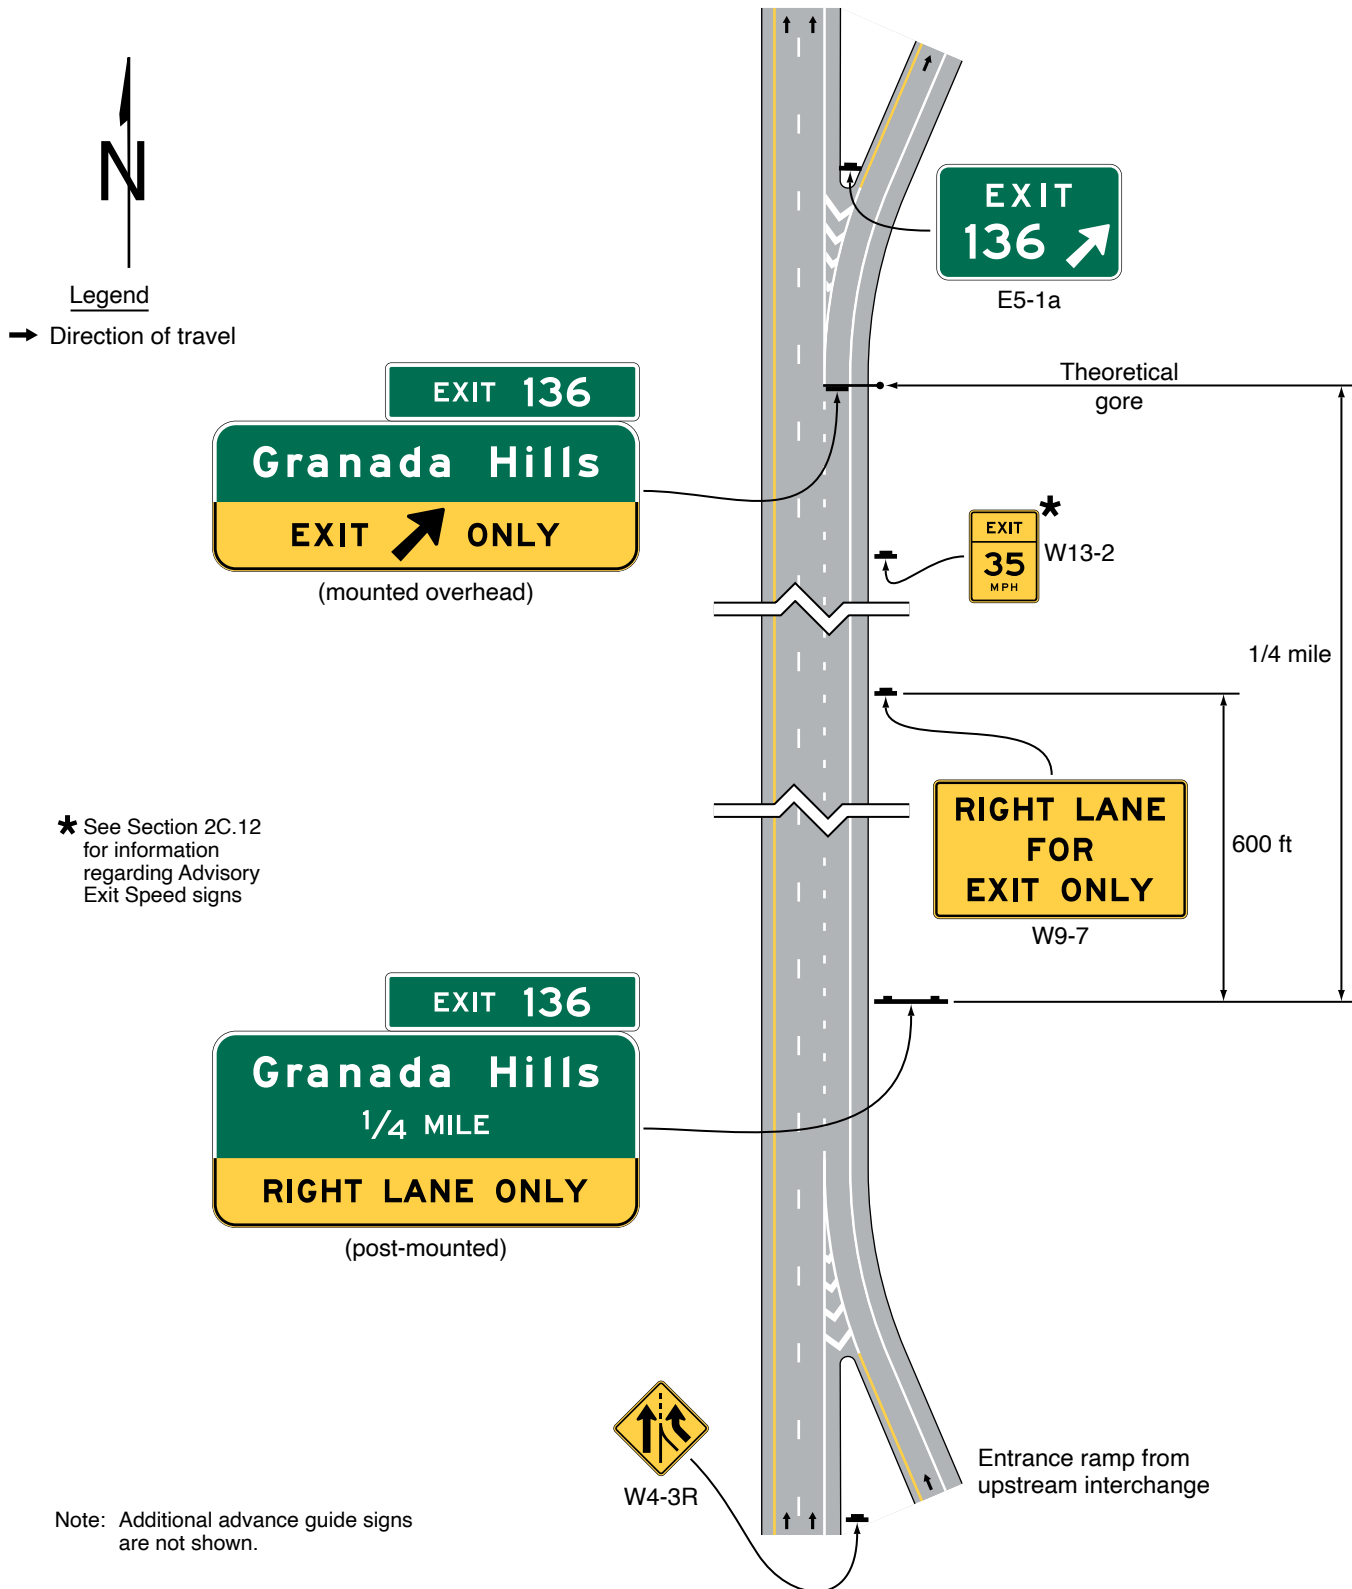 N
Legend
Direction of travel
EXIT
136
E5-1a
EXIT 136
Granada Hills
EXIT ONLY
(mounted overhead)
Theoretical
gore
EXIT
35
MPH
*
W13-2
1/4 mile
RIGHT LANE
FOR
EXIT ONLY
W9-7
600 ft
* See Section 2C.12
for information
regarding Advisory
Exit Speed signs
EXIT 136
Granada Hills
1/4 MILE
RIGHT LANE ONLY
(post-mounted)
W4-3R
Entrance ramp from
upstream interchange
Note: Additional advance guide signs
are not shown.